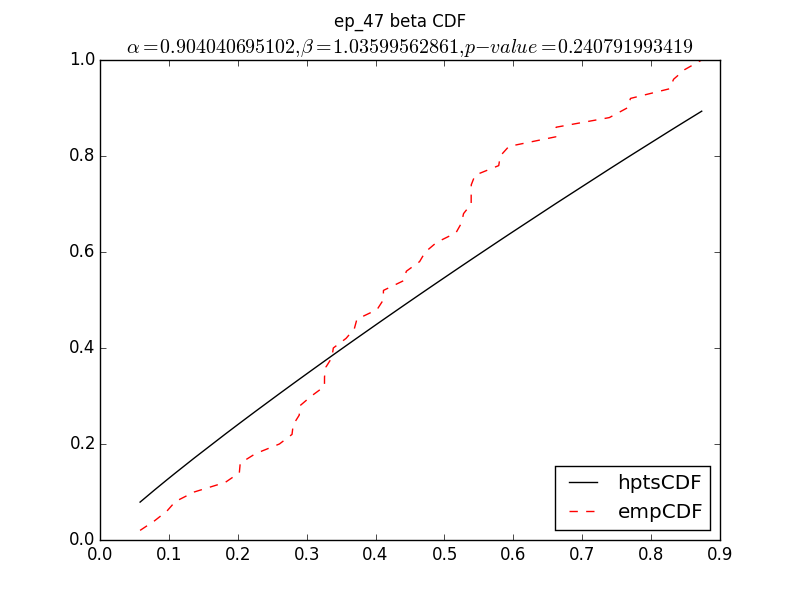 ep_47 beta CDF
α=0.904040695102,β=1.03599562861,p−value=0.240791993419
1.0
0.8
0.6
0.4
0.2
0.0
0.0 0.1 0.2 0.3 0.4 0.5 0.6 0.7 0.8 0.9
hptsCDF
empCDF